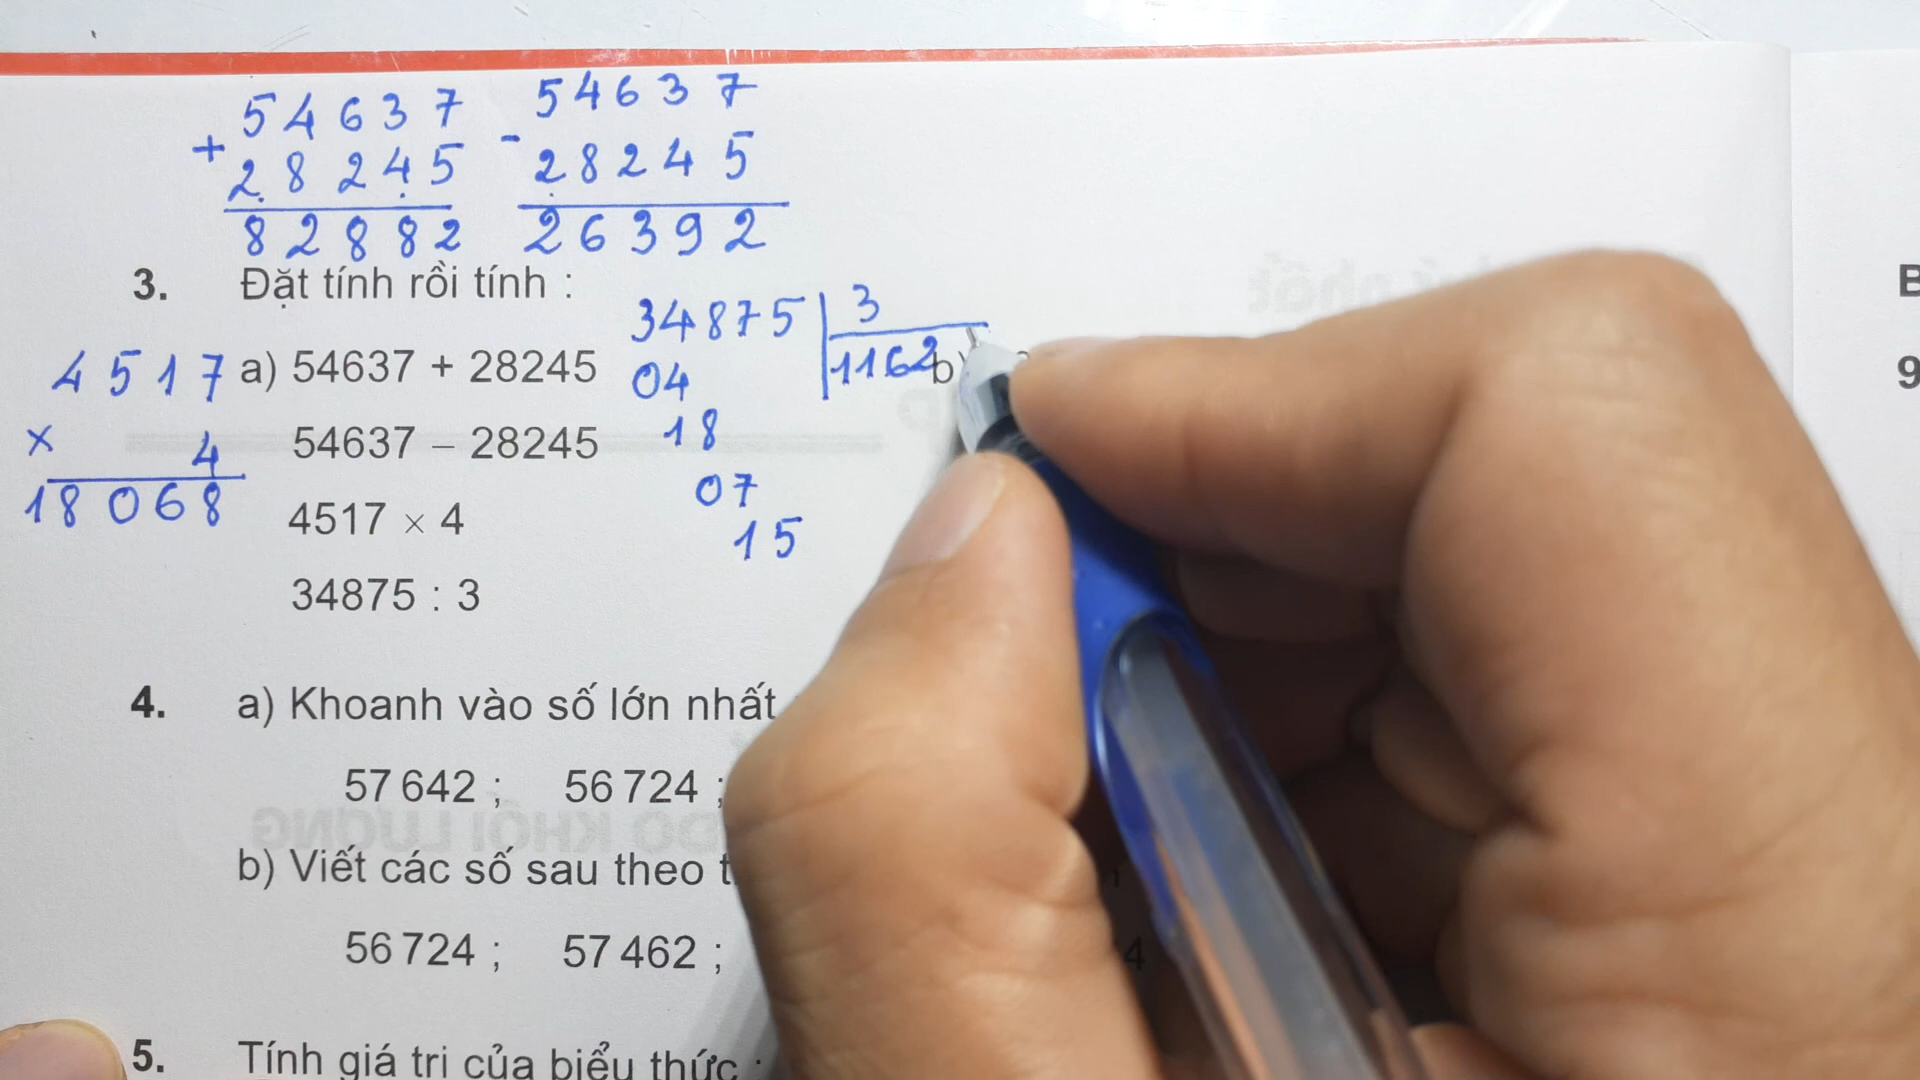 54637
+
28245
82882
54637
-
28245
26392
3. Đặt tính rồi tính :
34875 3
1162
04
18
07
15
4517
×
4
18068
a) 54637 + 28245
b)
54637 – 28245
4517 × 4
34875 : 3
4. a) Khoanh vào số lớn nhất
57 642 ; 56 724 ;
b) Viết các số sau theo
56 724 ; 57 462 ;
4
5. Tính giá trị của biểu thức :
B
9